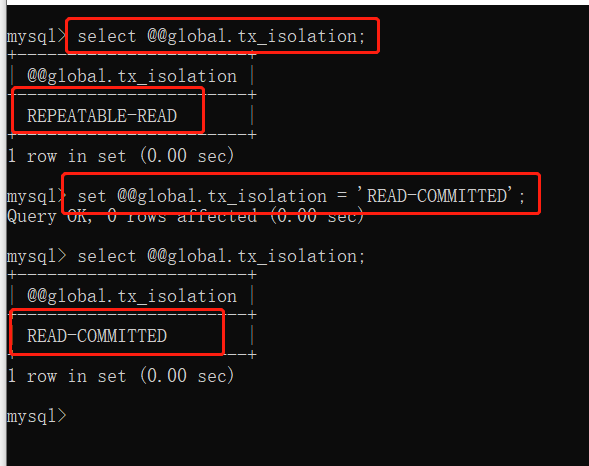 mysql> select @@global.tx_isolation;
+-----------------------+
| @@global.tx_isolation |
+-----------------------+
| REPEATABLE-READ |
+-----------------------+
1 row in set (0.00 sec)
mysql> set @@global.tx_isolation = 'READ-COMMITTED';
Query OK, 0 rows affected (0.00 sec)
mysql> select @@global.tx_isolation;
+-----------------------+
| @@global.tx_isolation |
+-----------------------+
| READ-COMMITTED |
+-----------------------+
1 row in set (0.00 sec)
mysql>